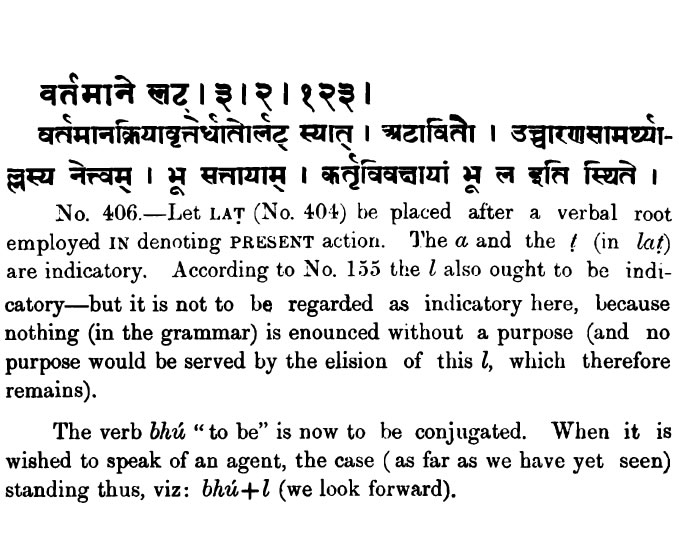 वर्तमाने लट् । ३ । २ । १२३ ।
वर्तमानक्रियावृत्तेर्धातोर्लट् स्यात् । अटावितौ । उच्चारणसामर्थ्या-
ल्लस्य नेत्त्वम् । भू सत्तायाम् । कर्तृविवक्षायां भू ल इति स्थिते ।
No. 406.—Let LAṬ (No. 404) be placed after a verbal root
employed IN denoting PRESENT action. The a and the ṭ (in laṭ)
are indicatory. According to No. 155 the l also ought to be indi-
catory—but it is not to be regarded as indicatory here, because
nothing (in the grammar) is enounced without a purpose (and no
purpose would be served by the elision of this l, which therefore
remains).
The verb bhú “to be” is now to be conjugated. When it is
wished to speak of an agent, the case (as far as we have yet seen)
standing thus, viz: bhú+l (we look forward).